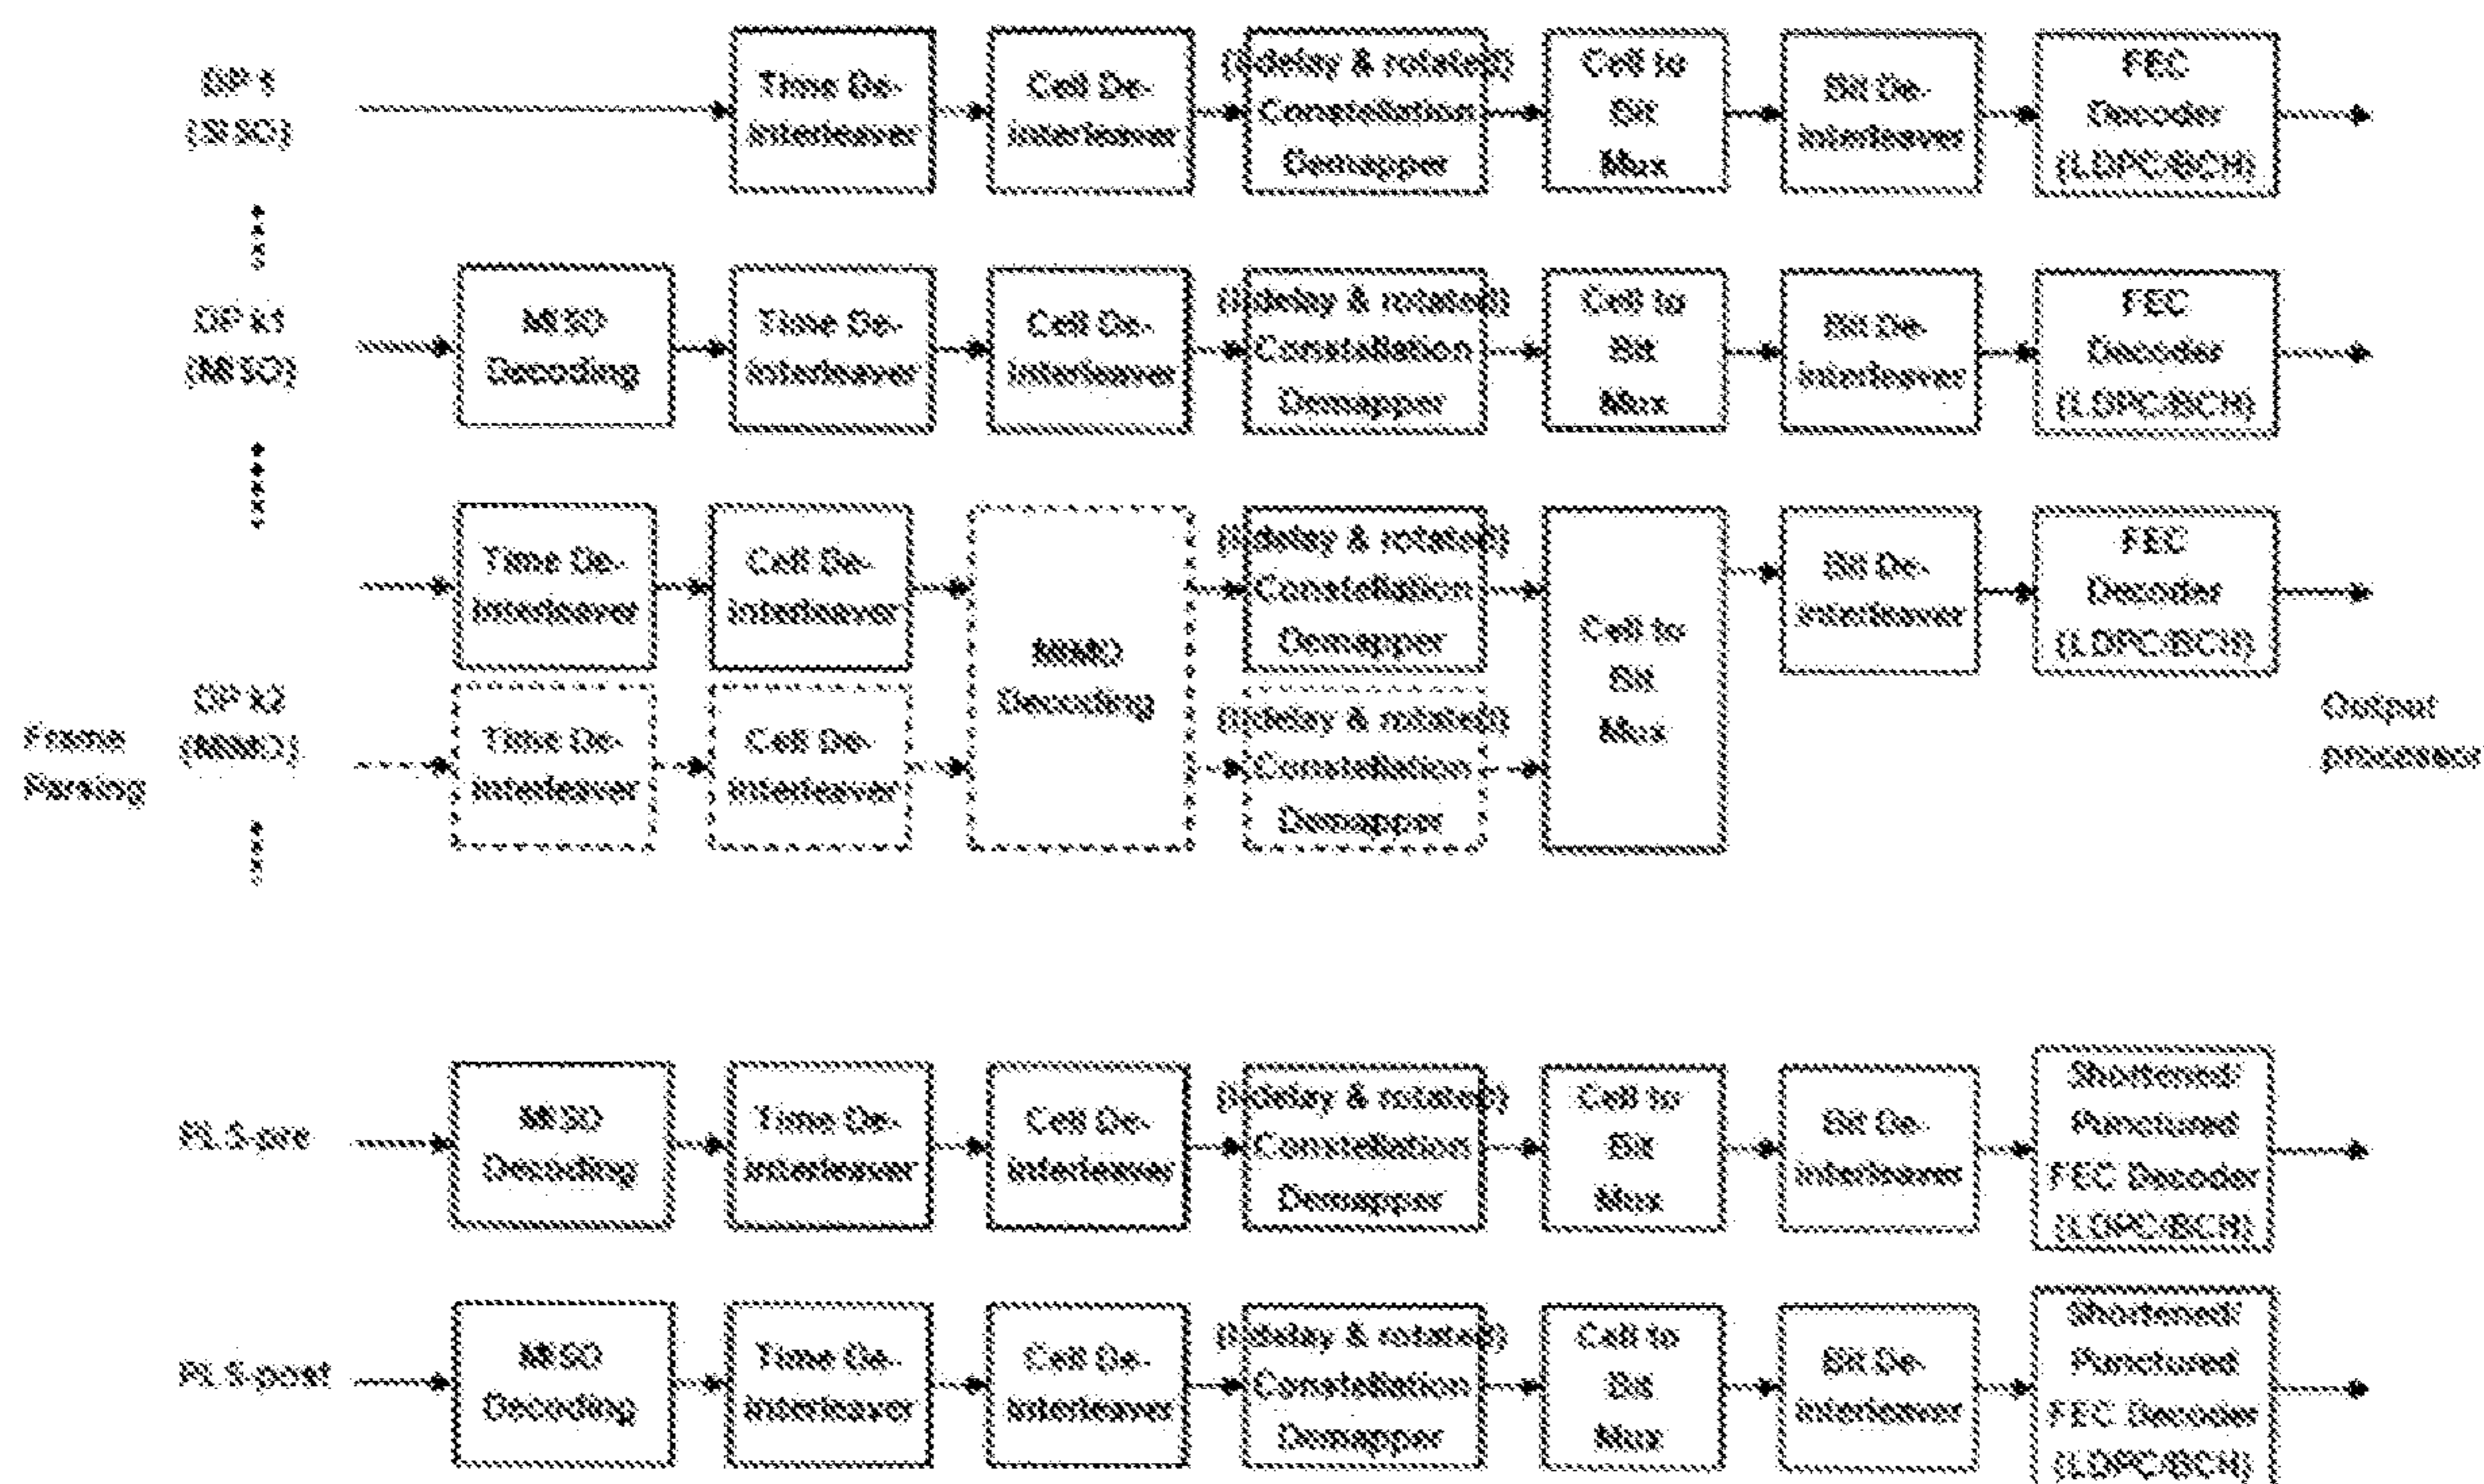 DP 1
(SISO)
Time De-
interleaver
Cell De-
interleaver
(I/delay & rotated)
Constellation
Demapper
Cell to
Bit
Mux
Bit De-
interleaver
FEC
Decoder
(LDPC/BCH)
DP k1
(MISO)
MISO
Decoding
Time De-
interleaver
Cell De-
interleaver
(I/delay & rotated)
Constellation
Demapper
Cell to
Bit
Mux
Bit De-
interleaver
FEC
Decoder
(LDPC/BCH)
Frame
Parsing
DP k2
(MIMO)
Time De-
interleaver
Cell De-
interleaver
Time De-
interleaver
Cell De-
interleaver
MIMO
Decoding
(I/delay & rotated)
Constellation
Demapper
(I/delay & rotated)
Constellation
Demapper
Cell to
Bit
Mux
Bit De-
interleaver
FEC
Decoder
(LDPC/BCH)
Output
processor
PLS-pre
MISO
Decoding
Time De-
interleaver
Cell De-
interleaver
(I/delay & rotated)
Constellation
Demapper
Cell to
Bit
Mux
Bit De-
interleaver
Shortened/
Punctured
FEC Decoder
(LDPC/BCH)
PLS-post
MISO
Decoding
Time De-
interleaver
Cell De-
interleaver
(I/delay & rotated)
Constellation
Demapper
Cell to
Bit
Mux
Bit De-
interleaver
Shortened/
Punctured
FEC Decoder
(LDPC/BCH)